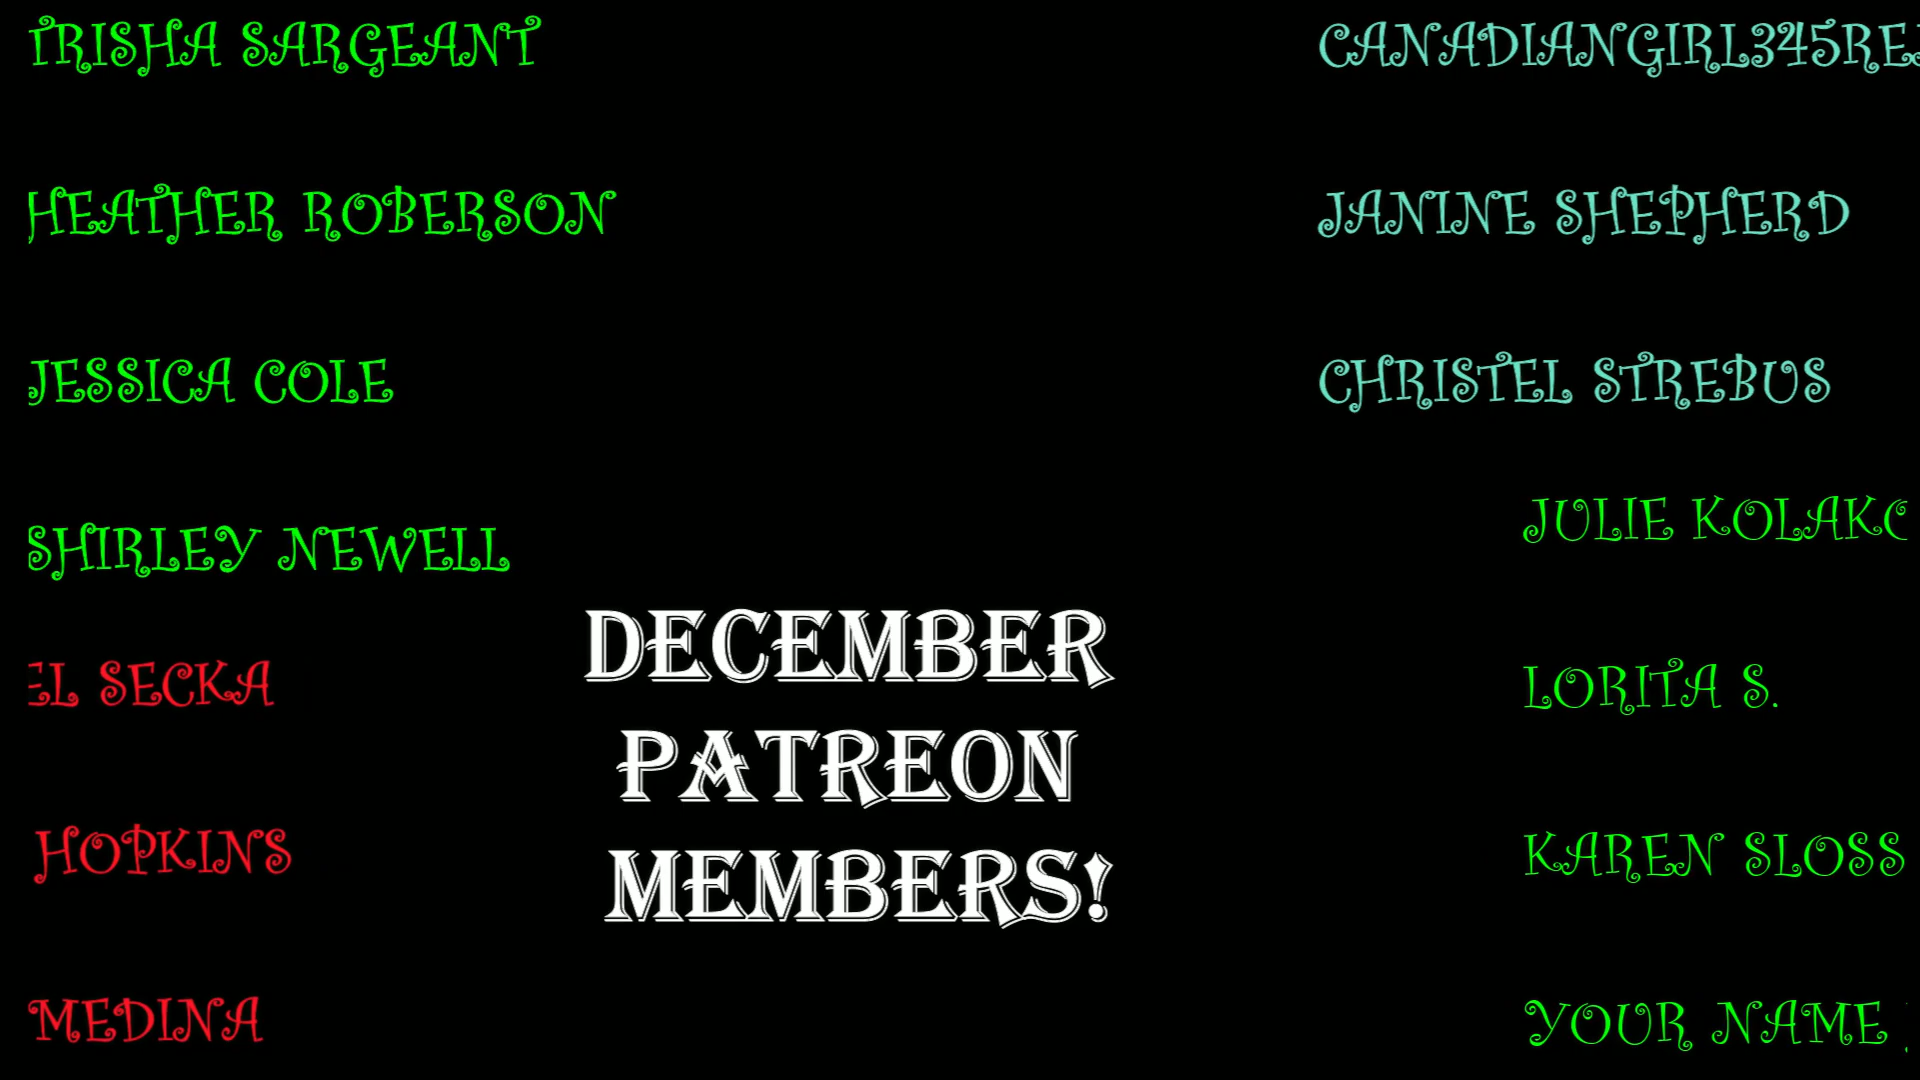 TRISHA SARGEANT
HEATHER ROBERSON
JESSICA COLE
SHIRLEY NEWELL
SECKA
HOPKINS
MEDINA
DECEMBER
PATREON
MEMBERS!
CANADIANGIRL345RE
JANINE SHEPHERD
CHRISTEL STREBUS
JULIE KOLAK
LORITA S.
KAREN SLOSS
YOUR NAME